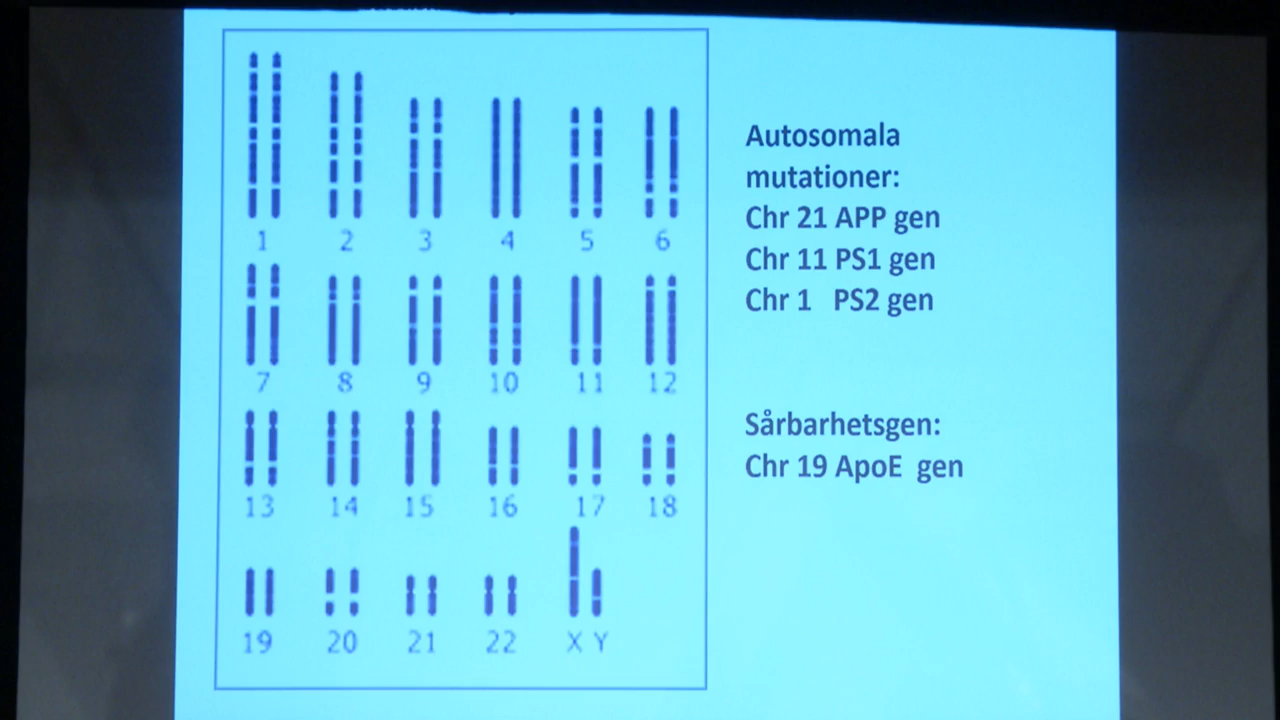 1 2 3 4 5 6
7 8 9 10 11 12
13 14 15 16 17 18
19 20 21 22 X Y
Autosomala
mutationer:
Chr 21 APP gen
Chr 11 PS1 gen
Chr 1 PS2 gen
Sårbarhetsgen:
Chr 19 ApoE gen